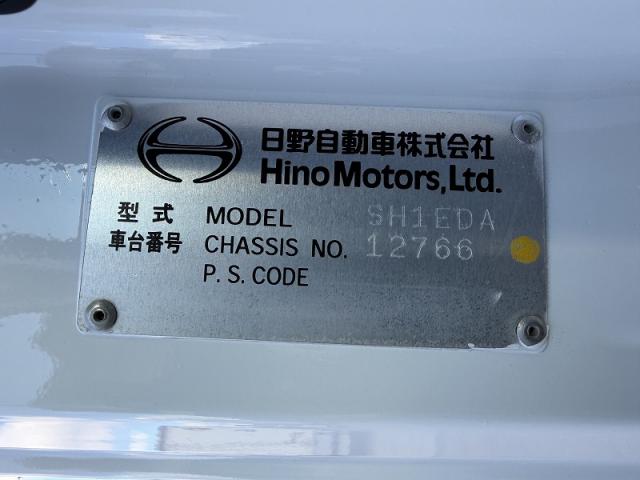 日野自動車株式会社
Hino Motors, Ltd.
型式 MODEL SH1EDA
車台番号 CHASSIS NO. 12766
P. S. CODE